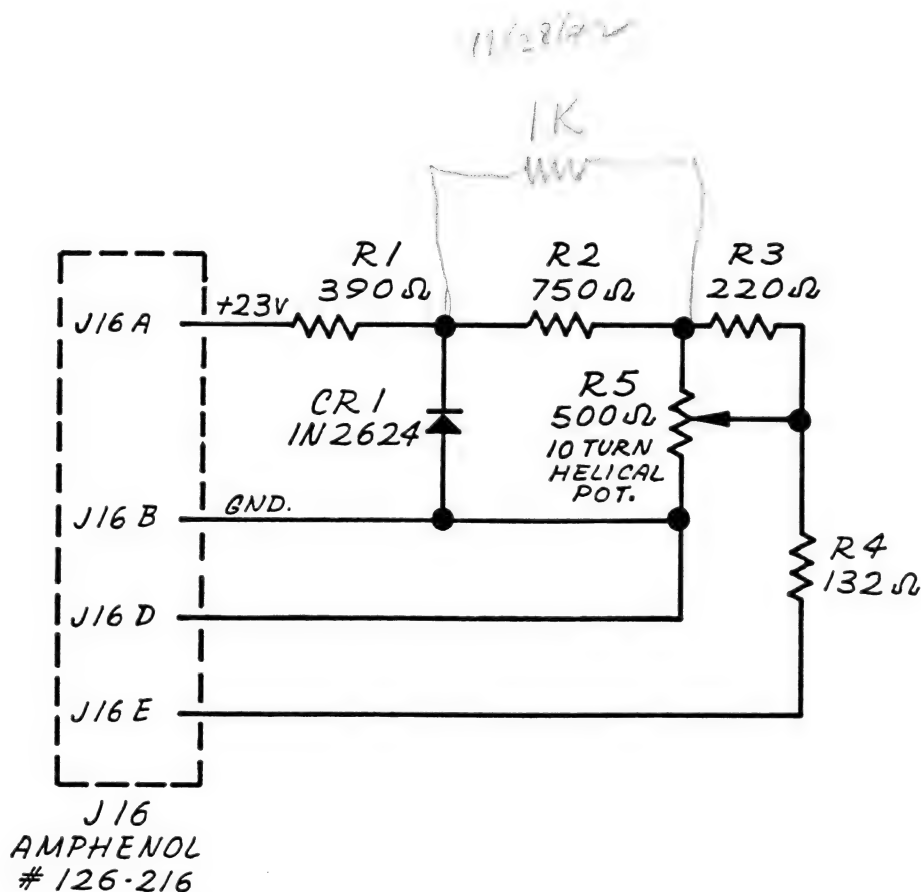 1K
R1
390Ω
R2
750Ω
R3
220Ω
J16A
+23V
CR1
1N2624
R5
500Ω
10 TURN
HELICAL
POT.
J16B
GND.
R4
132Ω
J16D
J16E
J16
AMPHENOL
# 126-216